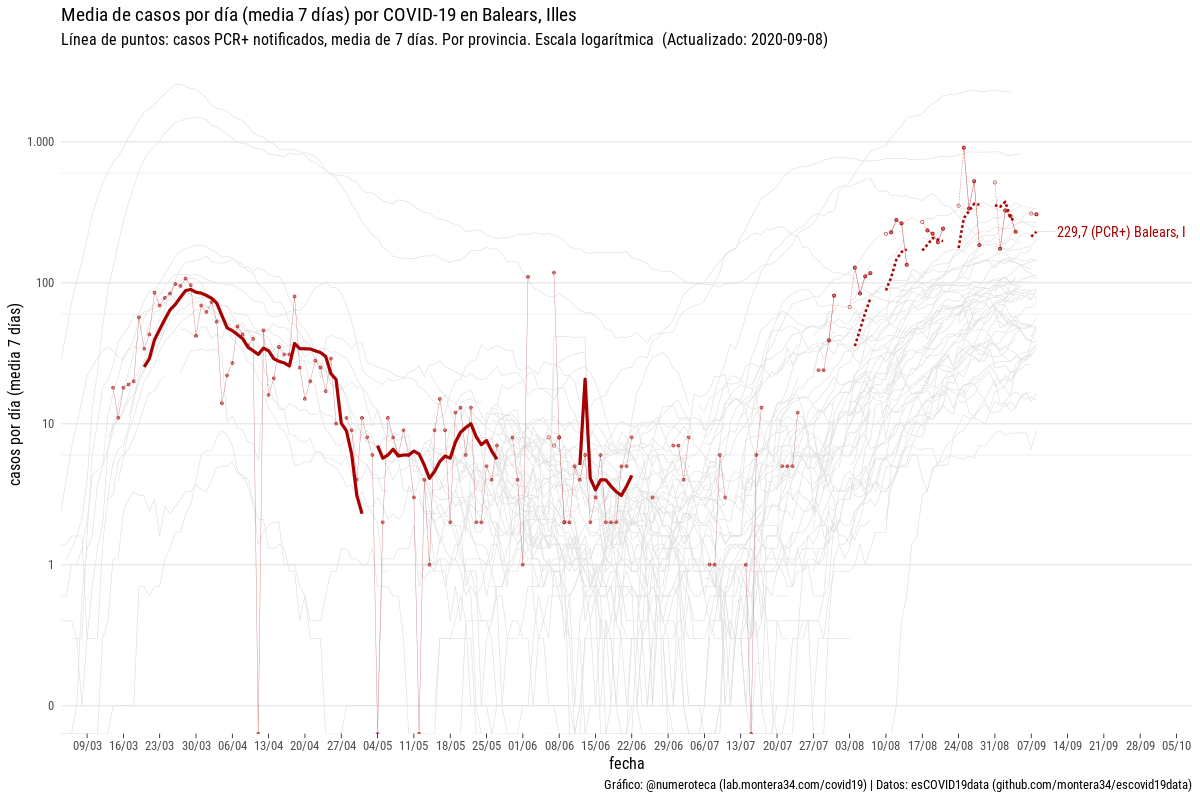 Media de casos por día (media 7 días) por COVID-19 en Balears, Illes
Línea de puntos: casos PCR+ notificados, media de 7 días. Por provincia. Escala logarítmica  (Actualizado: 2020-09-08)
casos por día (media 7 días)
1.000
100
10
1
0
229,7 (PCR+) Balears, I
09/03 16/03 23/03 30/03 06/04 13/04 20/04 27/04 04/05 11/05 18/05 25/05 01/06 08/06 15/06 22/06 29/06 06/07 13/07 20/07 27/07 03/08 10/08 17/08 24/08 31/08 07/09 14/09 21/09 28/09 05/10
fecha
Gráfico: @numeroteca (lab.montera34.com/covid19) | Datos: esCOVID19data (github.com/montera34/escovid19data)